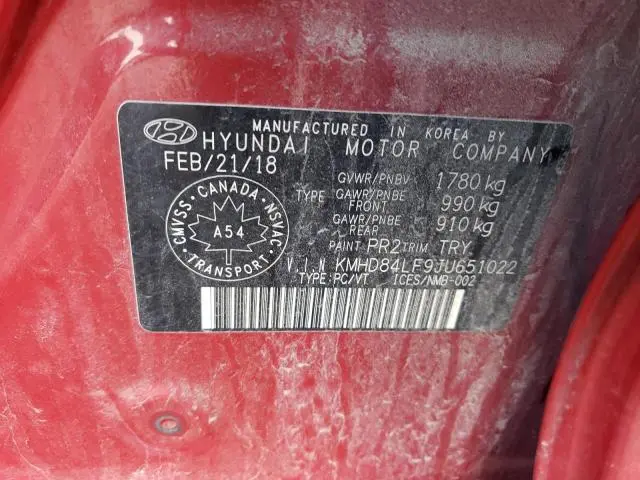 MANUFACTURED IN KOREA BY
HYUNDAI MOTOR COMPANY
FEB/21/18
GVWR/PNBV 1780 kg
TYPE GAWR/PNBE FRONT 990 kg
GAWR/PNBE REAR 910 kg
PAINT PR2 TRIM TRY
CANADA
CMVSS NSVAC
A54
TRANSPORT
V.I.N KMHD84LF9JU651022
TYPE:PC/VT ICES/NMB-002